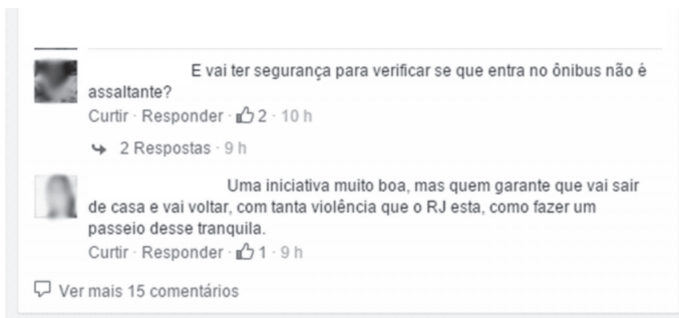 E vai ter segurança para verificar se que entra no ônibus não é
assaltante?
Curtir · Responder · 2 · 10 h
2 Respostas · 9 h
Uma iniciativa muito boa, mas quem garante que vai sair
de casa e vai voltar, com tanta violência que o RJ esta, como fazer um
passeio desse tranquila.
Curtir · Responder · 1 · 9 h
Ver mais 15 comentários